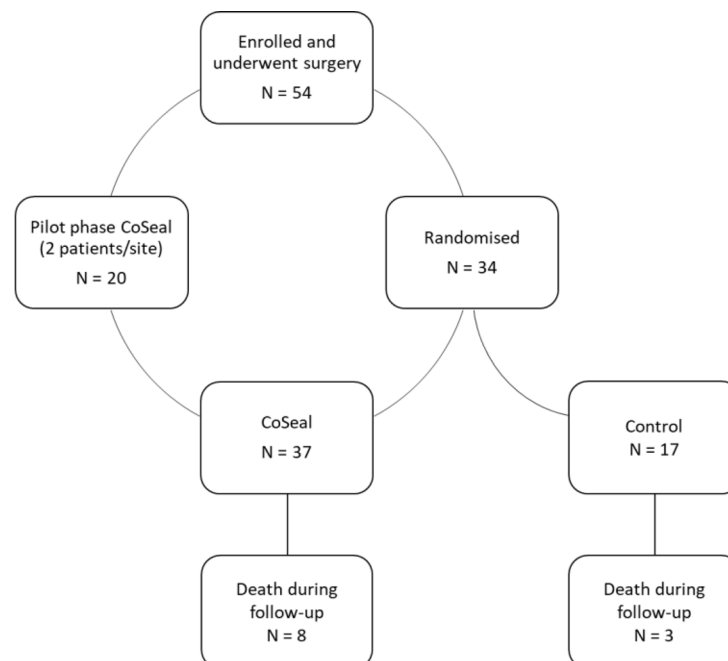 Enrolled and
underwent surgery
N = 54
Pilot phase CoSeal
(2 patients/site)
N = 20
Randomised
N = 34
CoSeal
N = 37
Control
N = 17
Death during
follow-up
N = 8
Death during
follow-up
N = 3